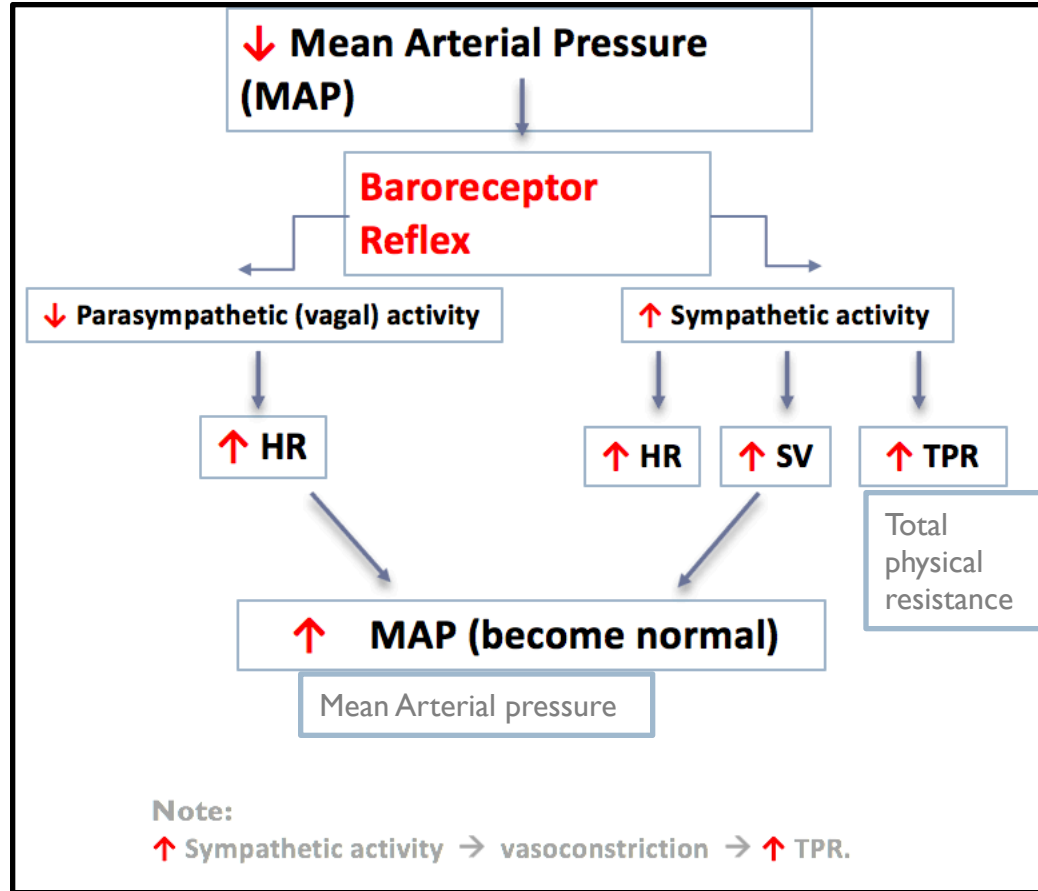 ↓ Mean Arterial Pressure
(MAP)
Baroreceptor
Reflex
↓ Parasympathetic (vagal) activity
↑ Sympathetic activity
↑ HR
↑ HR
↑ SV
↑ TPR
Total
physical
resistance
↑ MAP (become normal)
Mean Arterial pressure
Note:
↑ Sympathetic activity → vasoconstriction → ↑ TPR.